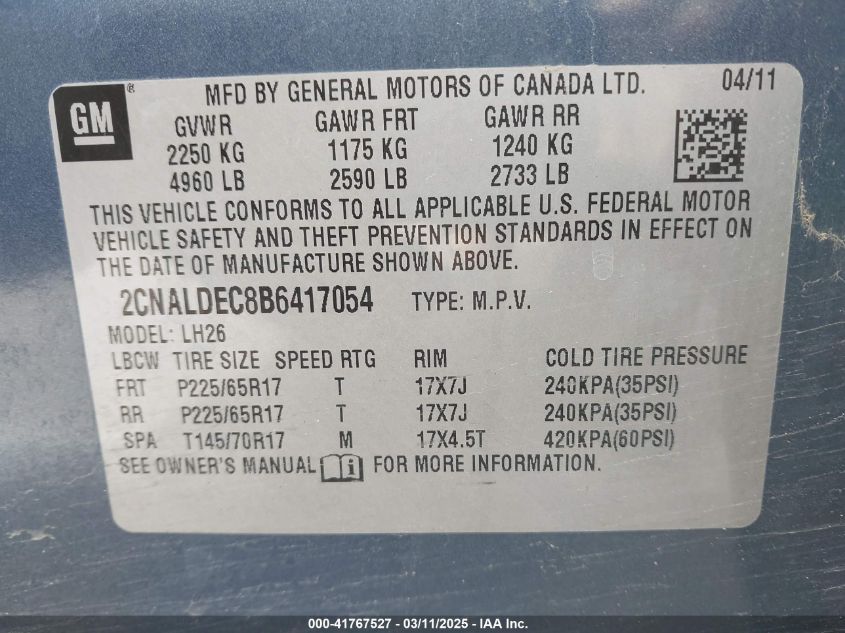 GM® MFD BY GENERAL MOTORS OF CANADA LTD. 04/11
GVWR GAWR FRT GAWR RR
2250 KG 1175 KG 1240 KG
4960 LB 2590 LB 2733 LB
THIS VEHICLE CONFORMS TO ALL APPLICABLE U.S. FEDERAL MOTOR
VEHICLE SAFETY AND THEFT PREVENTION STANDARDS IN EFFECT ON
THE DATE OF MANUFACTURE SHOWN ABOVE.
2CNALDEC8B6417054 TYPE: M.P.V.
MODEL: LH26
LBCW TIRE SIZE SPEED RTG RIM COLD TIRE PRESSURE
FRT P225/65R17 T 17X7J 240KPA(35PSI)
RR P225/65R17 T 17X7J 240KPA(35PSI)
SPA T145/70R17 M 17X4.5T 420KPA(60PSI)
SEE OWNER'S MANUAL i FOR MORE INFORMATION.
000-41767527 - 03/11/2025 - IAA Inc.